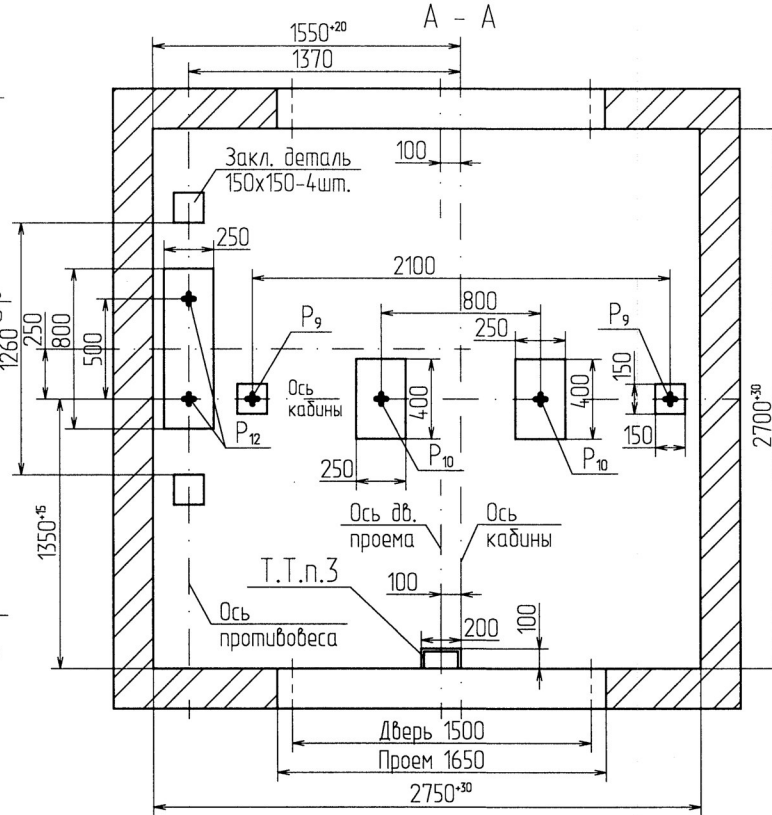 А - А
1550⁺²⁰
1370
100
Закл. деталь
150х150-4шт.
250
2100
800
250
P₉
P₉
1260
250
800
500
150
400
400
150
Ось
кабины
P₁₂
P₁₀
P₁₀
250
2700⁺³⁰
1350⁺¹⁵
Ось дв.
проема
Ось
кабины
Т.Т.п.3
100
200
100
Ось
противовеса
Дверь 1500
Проем 1650
2750⁺³⁰